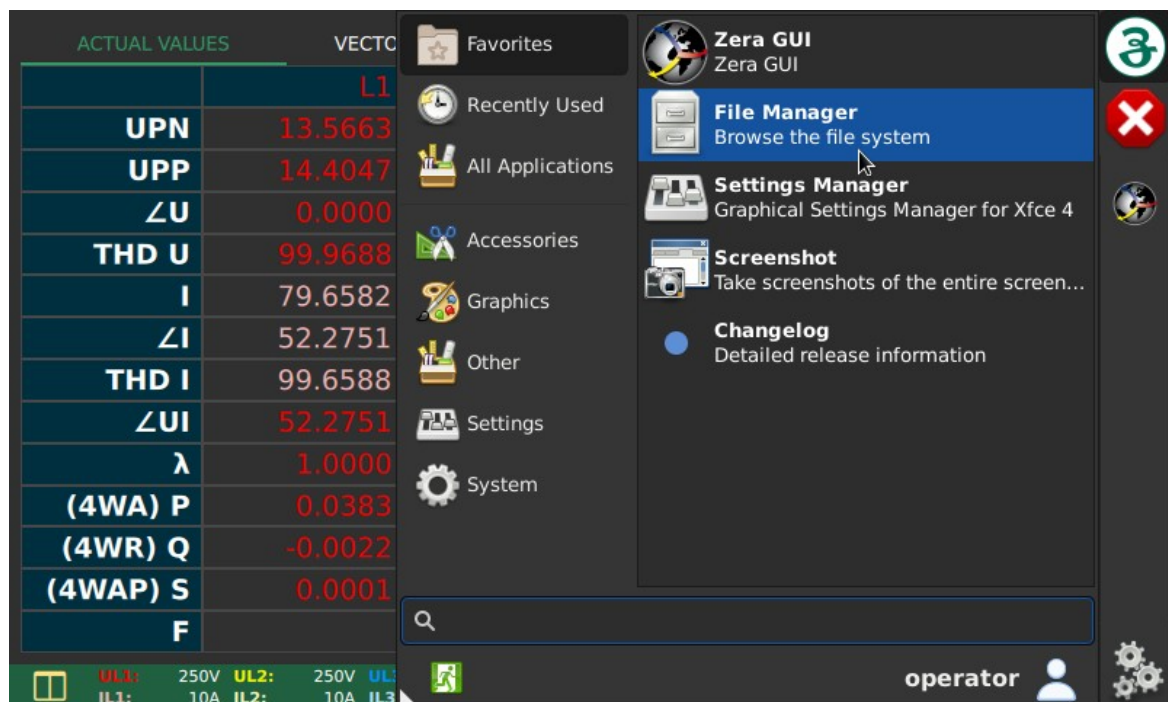 ACTUAL VALUES VECTO
L1
UPN 13.5663
UPP 14.4047
∠U 0.0000
THD U 99.9688
I 79.6582
∠I 52.2751
THD I 99.6588
∠UI 52.2751
λ 1.0000
(4WA) P 0.0383
(4WR) Q -0.0022
(4WAP) S 0.0001
F
UL1: 250V UL2: 250V UL
IL1: 10A IL2: 10A IL3
Favorites
Recently Used
All Applications
Accessories
Graphics
Other
Settings
System
Zera GUI
Zera GUI
File Manager
Browse the file system
Settings Manager
Graphical Settings Manager for Xfce 4
Screenshot
Take screenshots of the entire screen...
Changelog
Detailed release information
operator